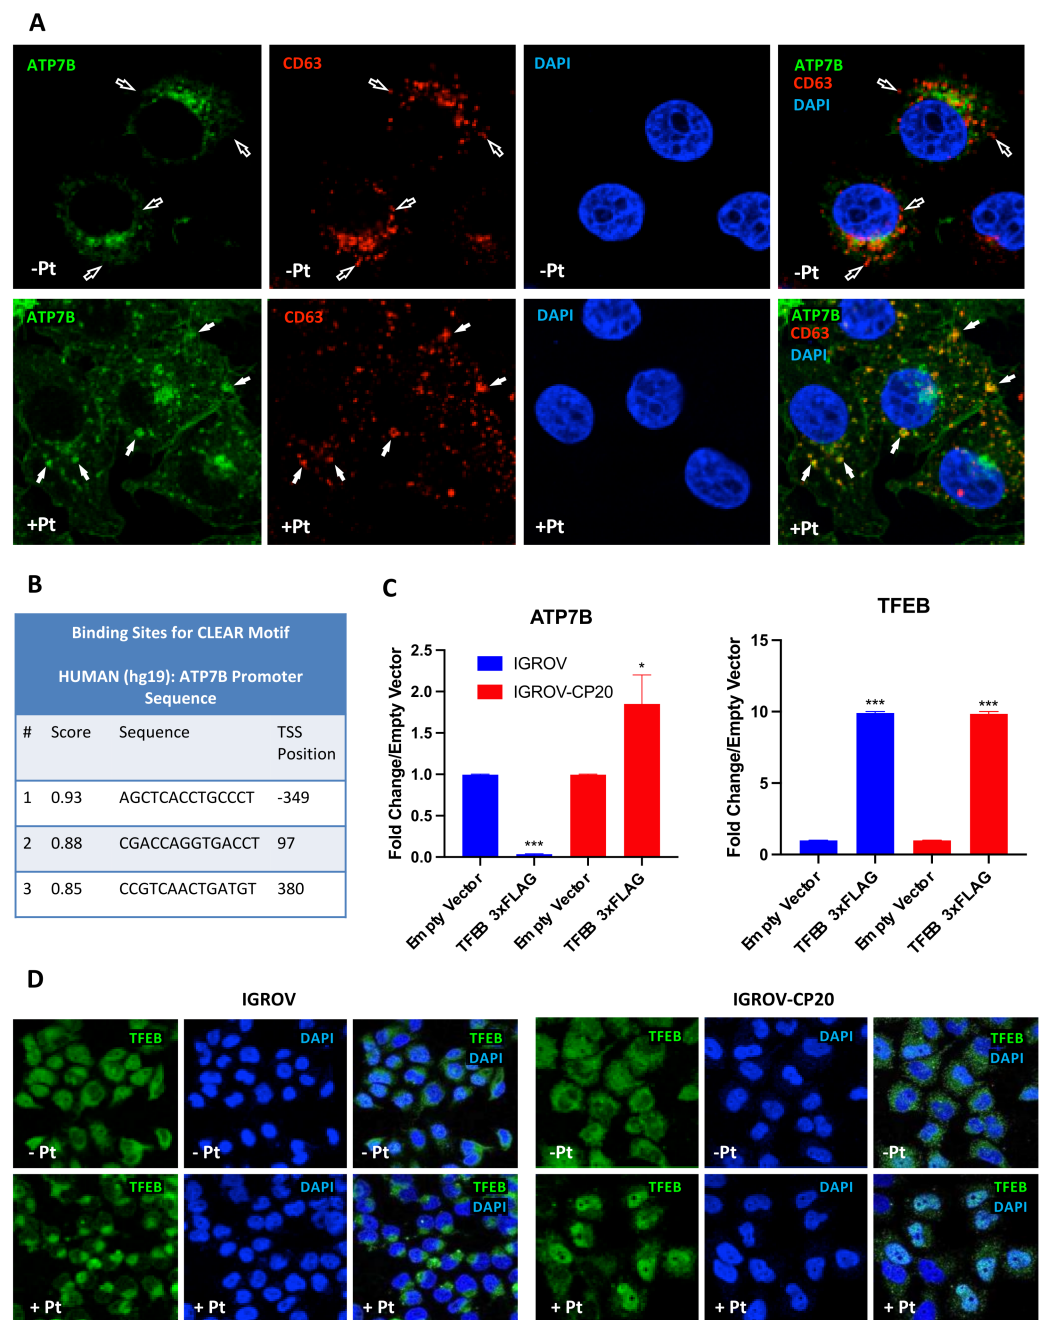 A
ATP7B
CD63
DAPI
ATP7B
CD63
DAPI
-Pt
-Pt
-Pt
-Pt
ATP7B
CD63
DAPI
ATP7B
CD63
DAPI
+Pt
+Pt
+Pt
+Pt
B
Binding Sites for CLEAR Motif
HUMAN (hg19): ATP7B Promoter
Sequence
# Score Sequence TSS
Position
1 0.93 AGCTCACCTGCCCT -349
2 0.88 CGACCAGGTGACCT 97
3 0.85 CCGTCAACTGATGT 380
C
ATP7B
Fold Change/Empty Vector
2.5
2.0
1.5
1.0
0.5
0.0
IGROV
IGROV-CP20
***
*
Empty Vector
TFEB 3xFLAG
Empty Vector
TFEB 3xFLAG
TFEB
Fold Change/Empty Vector
15
10
5
0
***
***
Empty Vector
TFEB 3xFLAG
Empty Vector
TFEB 3xFLAG
D
IGROV
IGROV-CP20
TFEB
DAPI
TFEB
DAPI
TFEB
DAPI
TFEB
DAPI
- Pt
- Pt
- Pt
-Pt
-Pt
-Pt
TFEB
DAPI
TFEB
DAPI
TFEB
DAPI
TFEB
DAPI
+ Pt
+ Pt
+ Pt
+ Pt
+ Pt
+ Pt